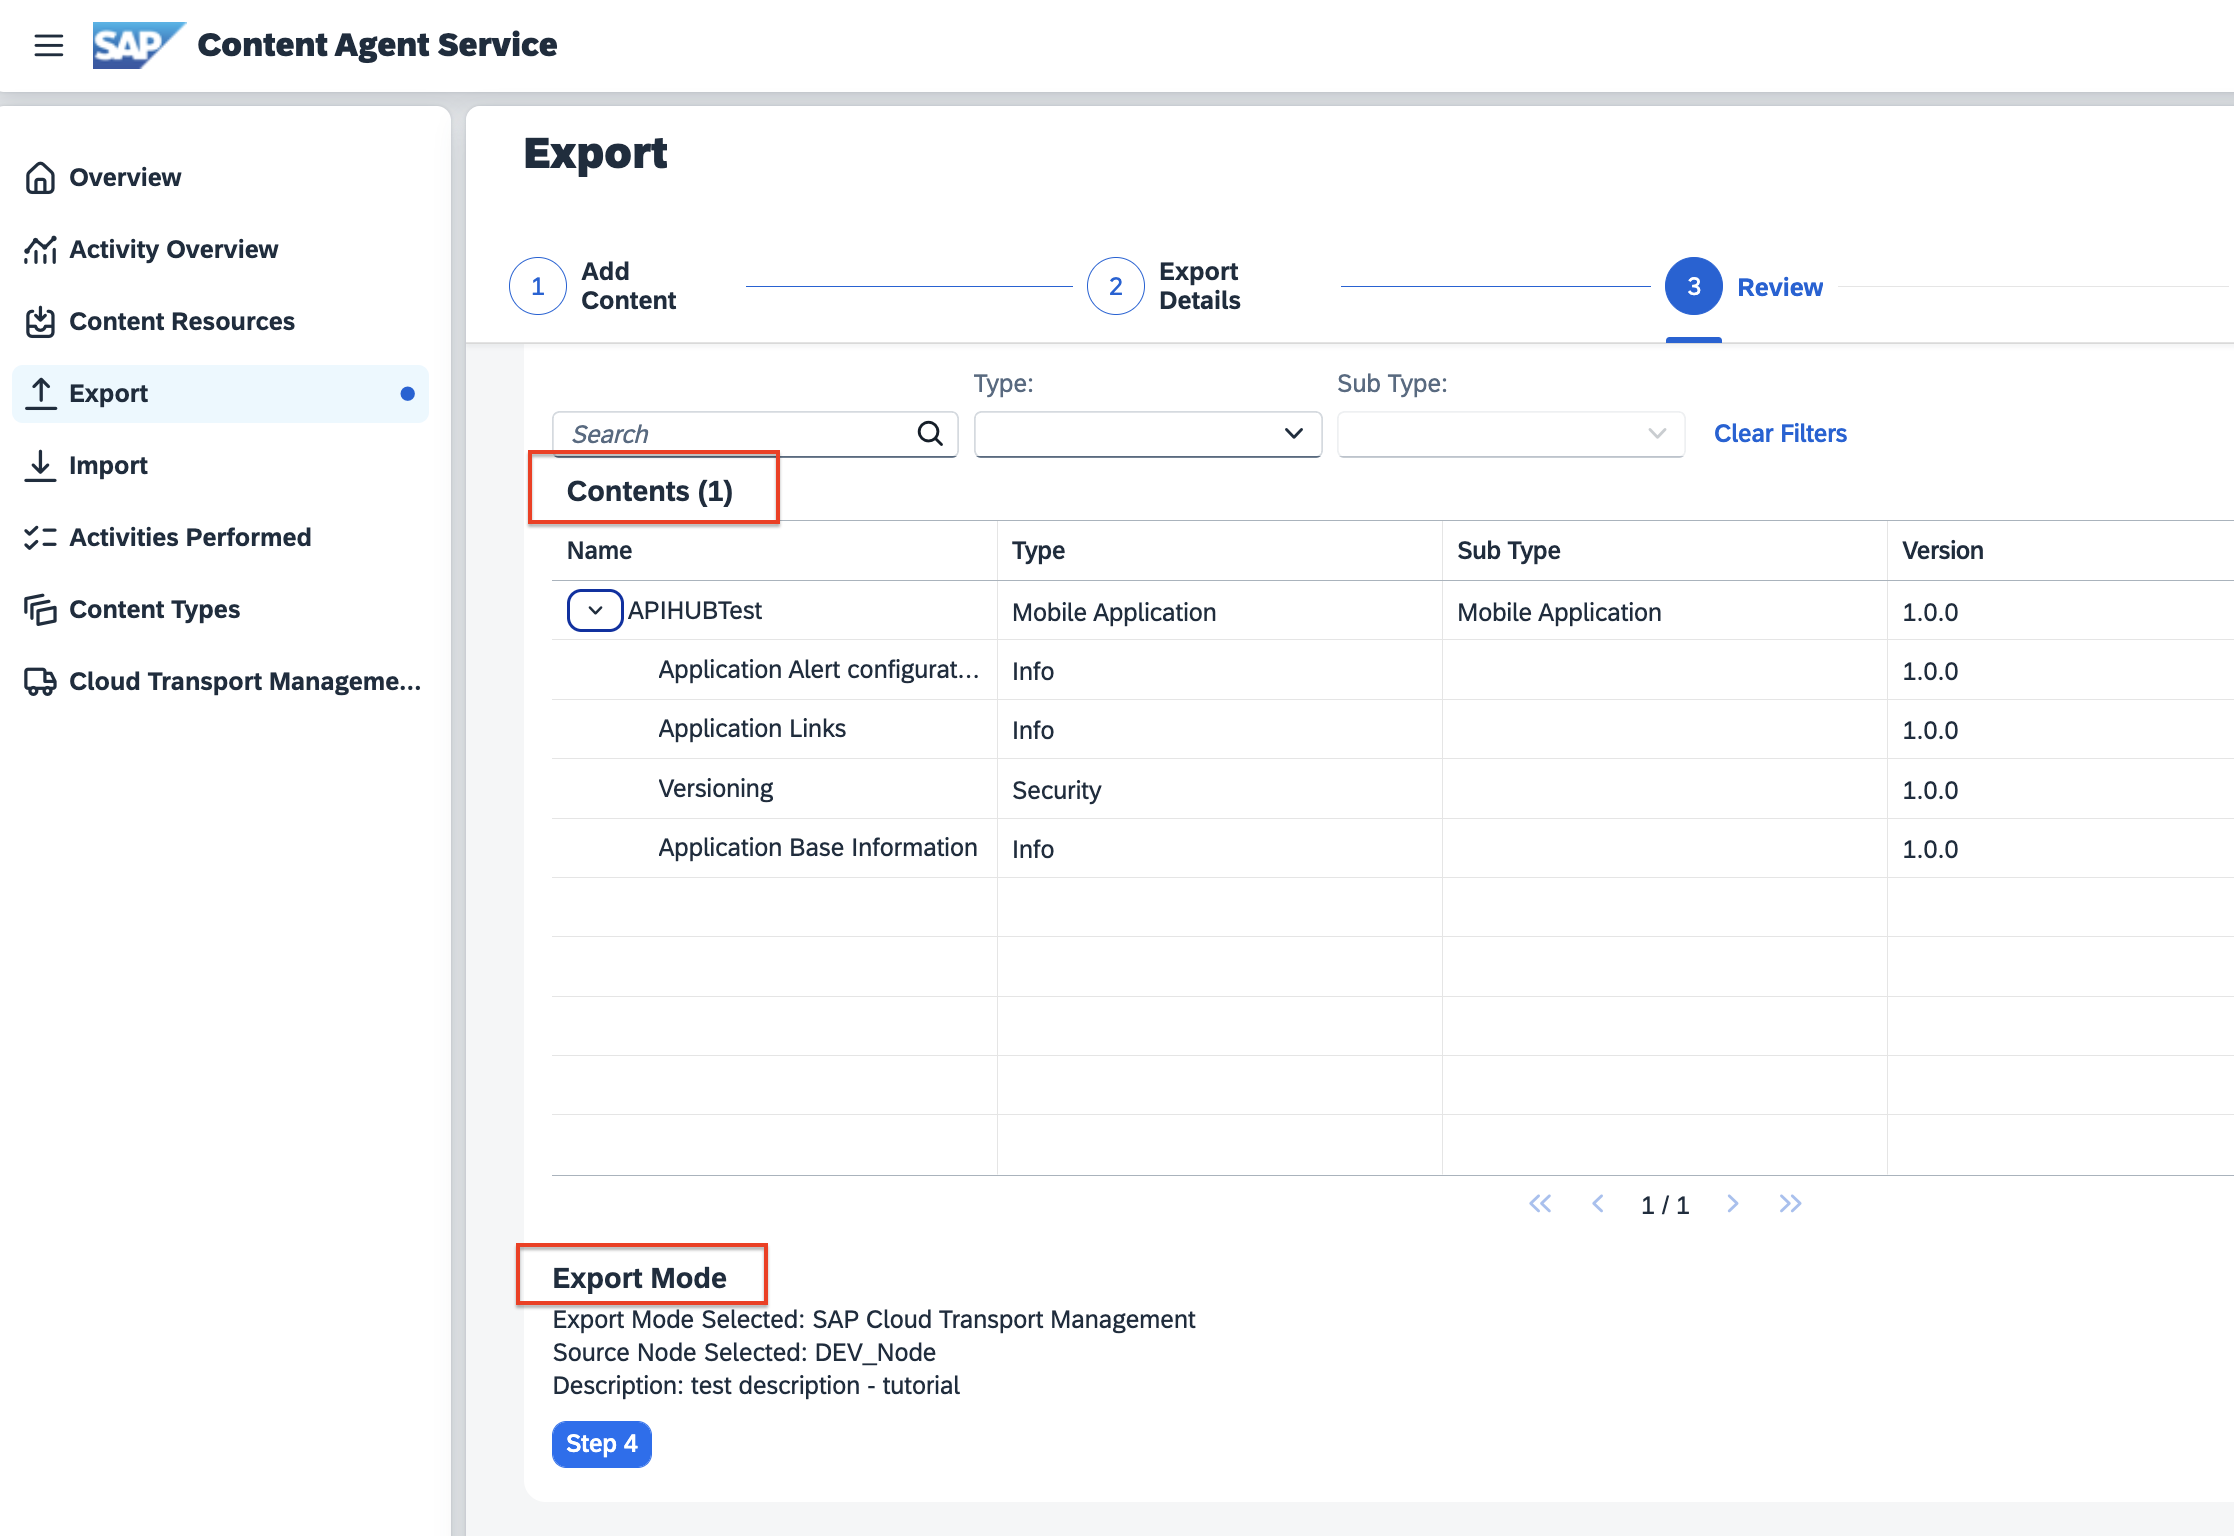 SAP Content Agent Service
Overview
Activity Overview
Content Resources
Export
Import
Activities Performed
Content Types
Cloud Transport Manageme...
Export
1 Add Content
2 Export Details
3 Review
Type:
Sub Type:
Search
Clear Filters
Contents (1)
Name Type Sub Type Version
APIHUBTest Mobile Application Mobile Application 1.0.0
Application Alert configurat... Info 1.0.0
Application Links Info 1.0.0
Versioning Security 1.0.0
Application Base Information Info 1.0.0
1 / 1
Export Mode
Export Mode Selected: SAP Cloud Transport Management
Source Node Selected: DEV_Node
Description: test description - tutorial
Step 4